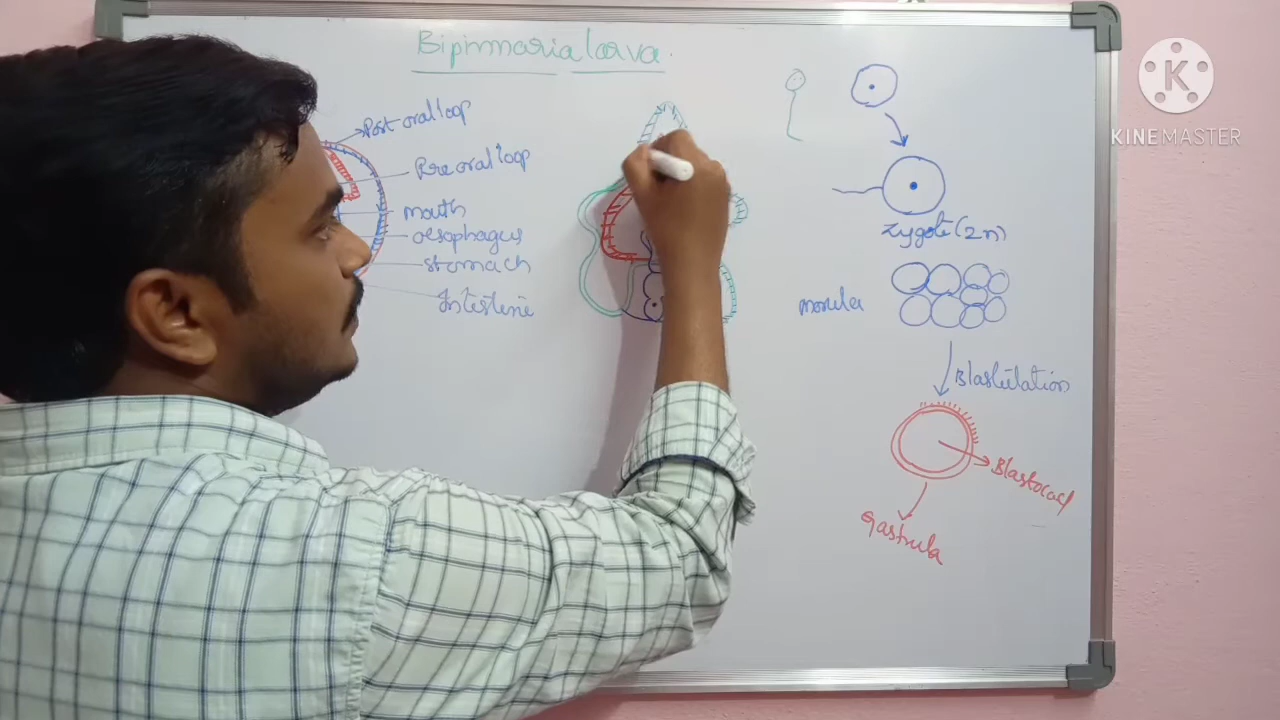 Bipinnaria larva.
Post oral loop
Pre oral loop
mouth
oesophagus
stomach
Intestine
Zygote (2n)
morula
Blastulation
Blastocoel
Gastrula
K
KINEMASTER